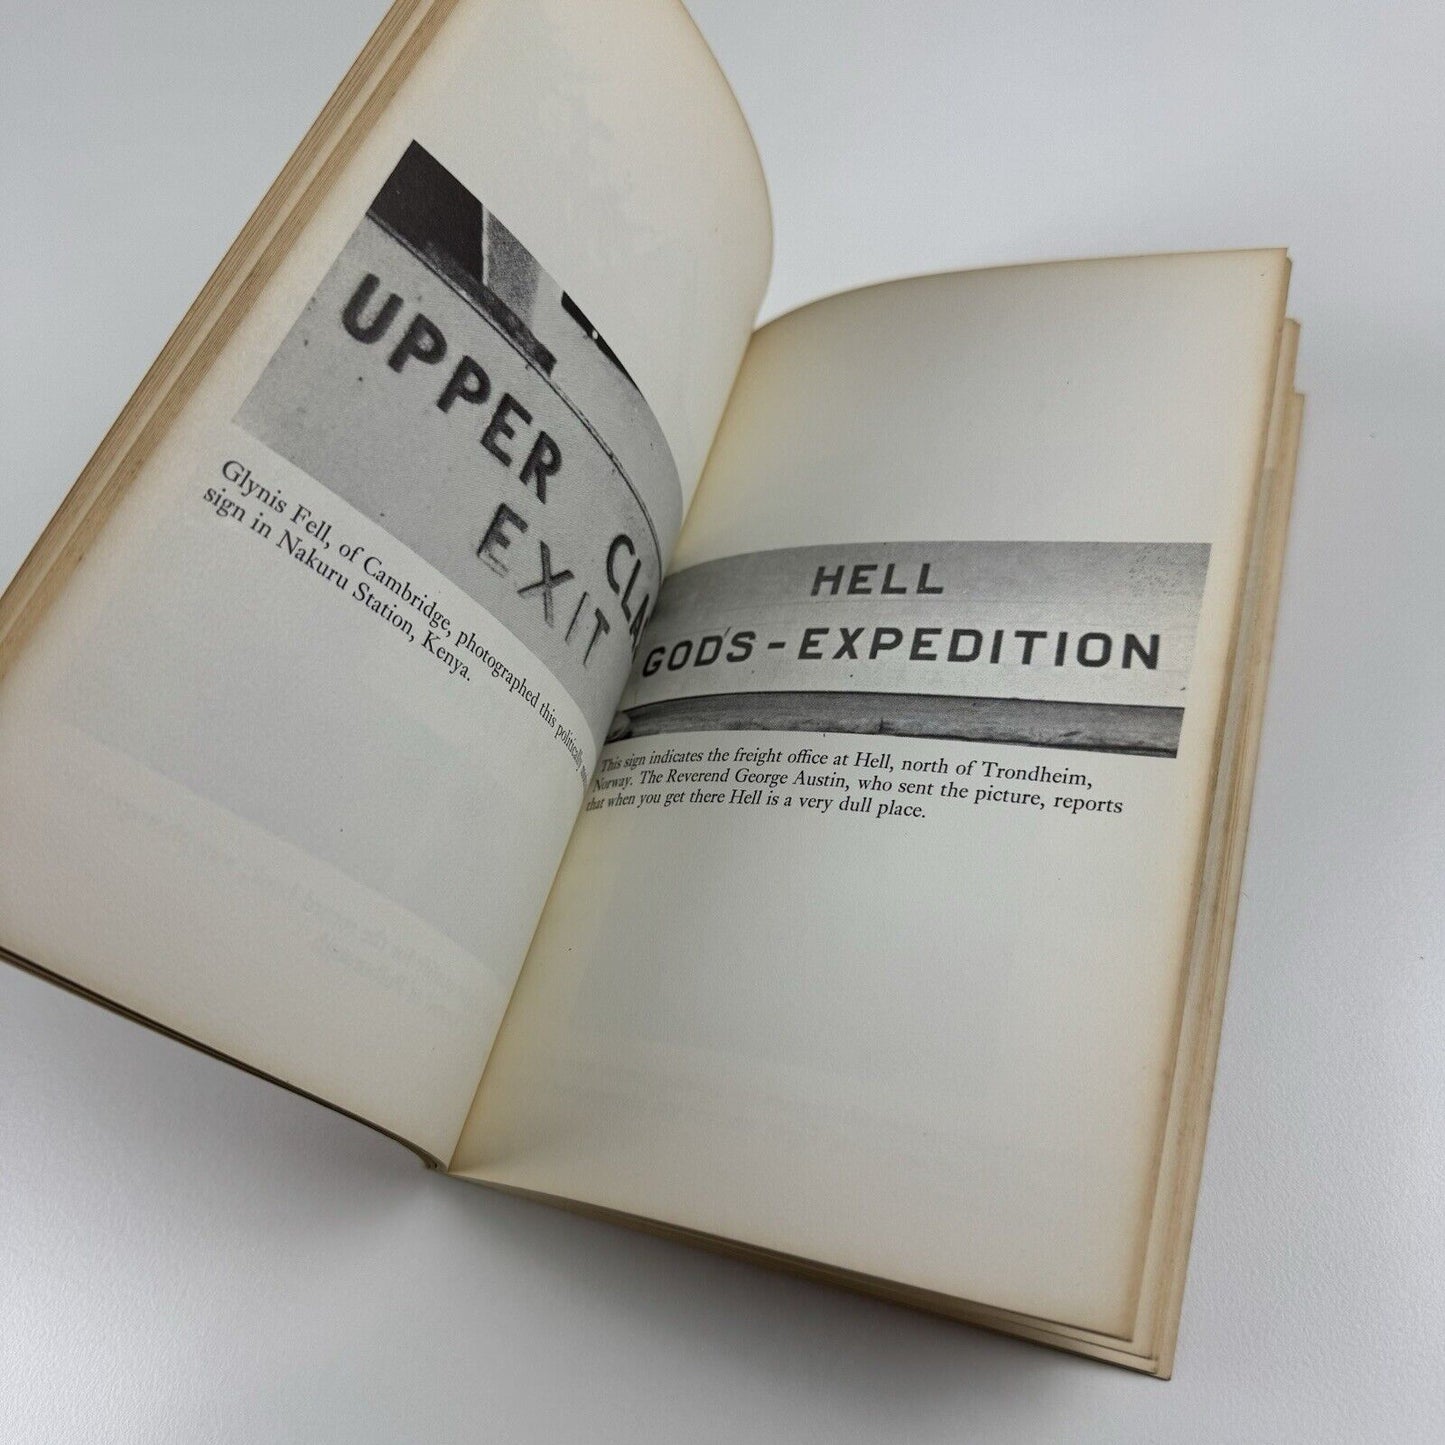 UPPER CLA
EXIT
Glynis Fell, of Cambridge, photographed this politically
sign in Nakuru Station, Kenya.
HELL
GOD'S-EXPEDITION
This sign indicates the freight office at Hell, north of Trondheim,
Norway. The Reverend George Austin, who sent the picture, reports
that when you get there Hell is a very dull place.